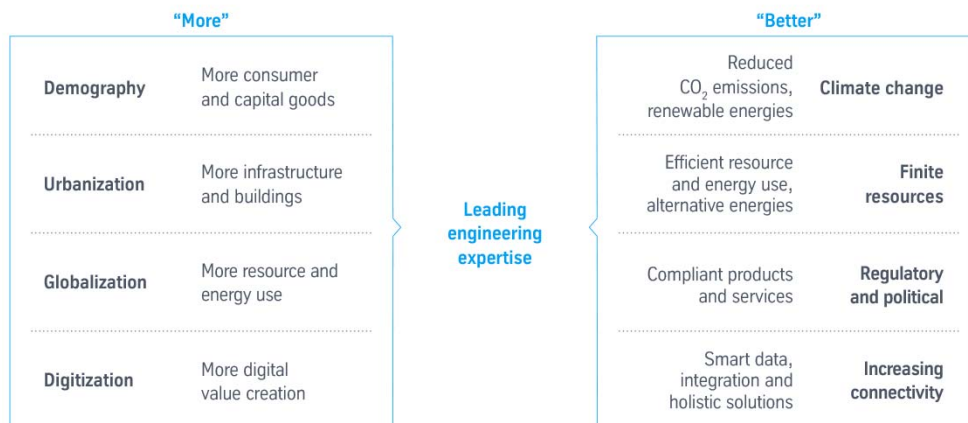 “More”
Demography
More consumer
and capital goods
Urbanization
More infrastructure
and buildings
Globalization
More resource and
energy use
Digitization
More digital
value creation
Leading
engineering
expertise
“Better”
Reduced
CO₂ emissions,
renewable energies
Climate change
Efficient resource
and energy use,
alternative energies
Finite
resources
Compliant products
and services
Regulatory
and political
Smart data,
integration and
holistic solutions
Increasing
connectivity